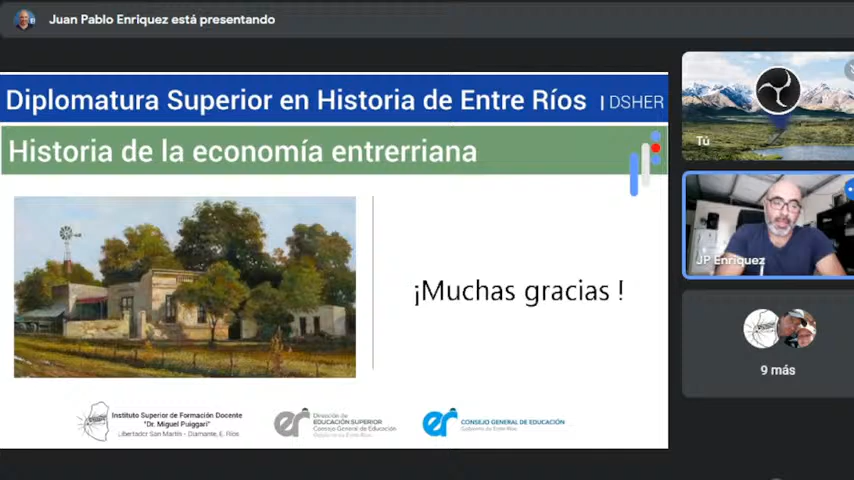 Juan Pablo Enriquez está presentando
Diplomatura Superior en Historia de Entre Ríos | DSHER
Historia de la economía entrerriana
¡Muchas gracias !
Tú
JP Enriquez
9 más
Instituto Superior de Formación Docente
"Dr. Miguel Puiggari"
Libertador San Martín - Diamante, E. Ríos
er
Dirección de
EDUCACIÓN SUPERIOR
Consejo General de Educación
er
CONSEJO GENERAL DE EDUCACIÓN
Gobierno de Entre Ríos